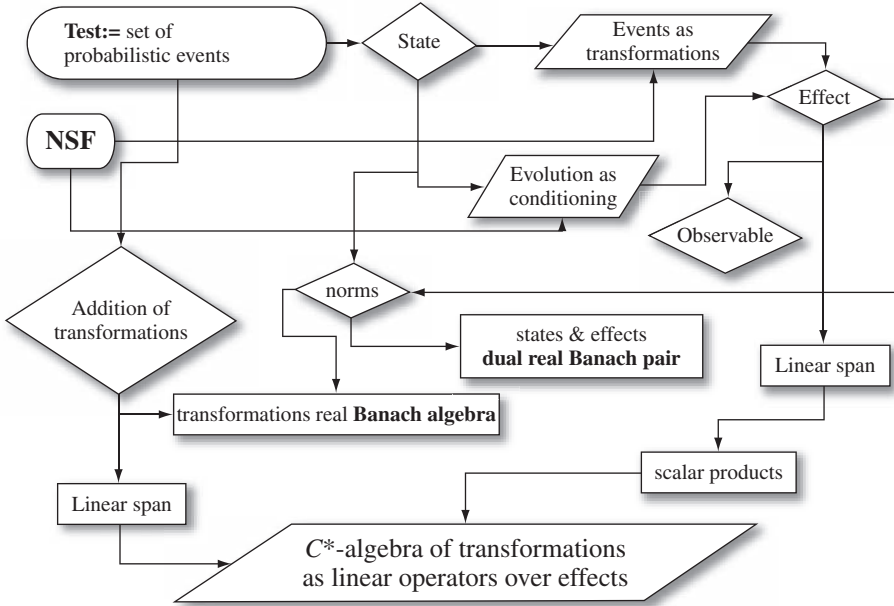 Test:= set of
probabilistic events
State
Events as
transformations
Effect
NSF
Evolution as
conditioning
Observable
Addition of
transformations
norms
states & effects
dual real Banach pair
Linear span
transformations real Banach algebra
scalar products
Linear span
C*-algebra of transformations
as linear operators over effects